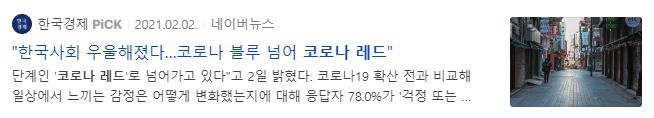 한국경제 한국경제 PiCK · 2021.02.02. · 네이버뉴스
"한국사회 우울해졌다...코로나 블루 넘어 코로나 레드"
단계인 '코로나 레드'로 넘어가고 있다"고 2일 밝혔다. 코로나19 확산 전과 비교해
일상에서 느끼는 감정은 어떻게 변화했는지에 대해 응답자 78.0%가 '걱정 또는 ...